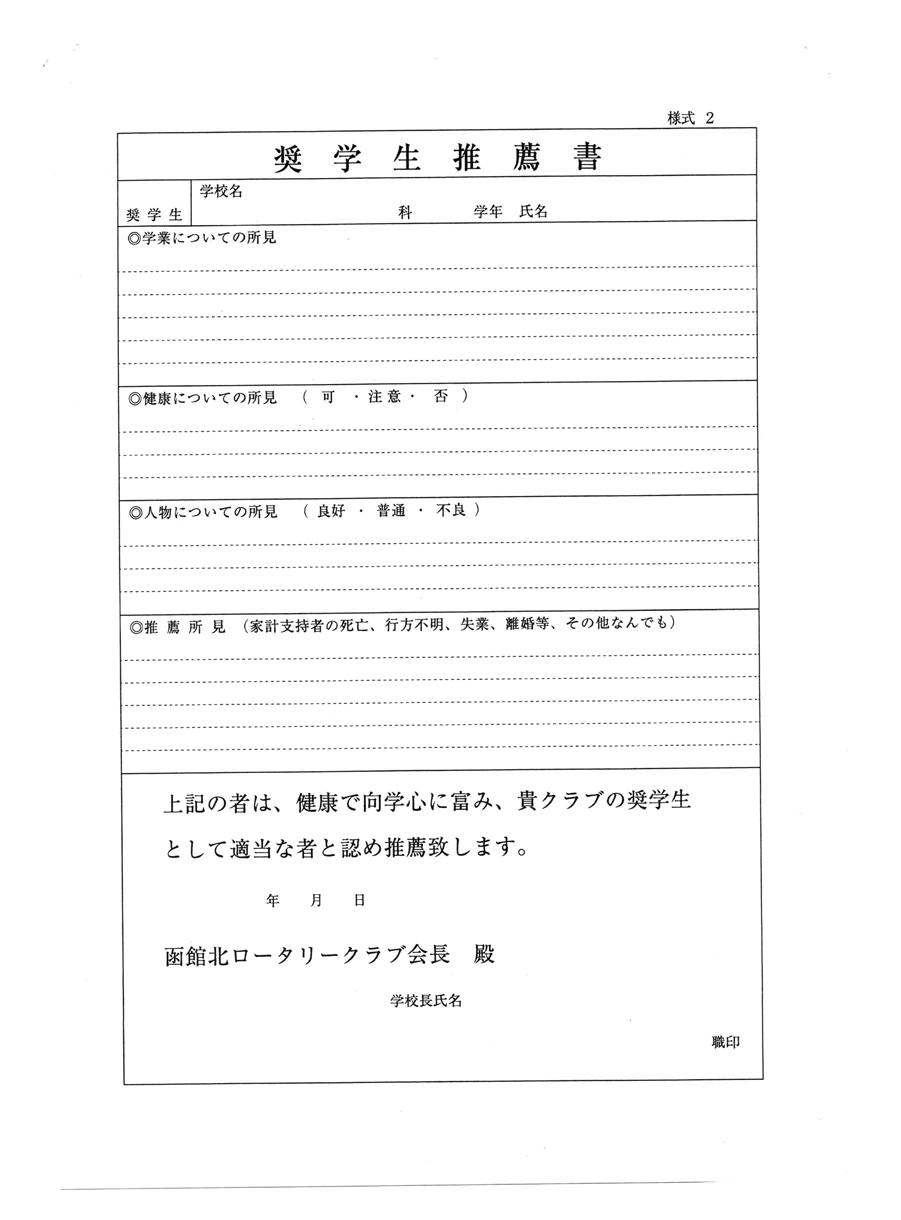 様式 2
奨学生推薦書
学校名
奨学生 科 学年 氏名
◎学業についての所見
◎健康についての所見 （ 可 ・注意・ 否 ）
◎人物についての所見 （ 良好 ・ 普通 ・ 不良 ）
◎推薦所見 （家計支持者の死亡、行方不明、失業、離婚等、その他なんでも）
上記の者は、健康で向学心に富み、貴クラブの奨学生
として適当な者と認め推薦致します。
年 月 日
函館北ロータリークラブ会長 殿
学校長氏名
職印